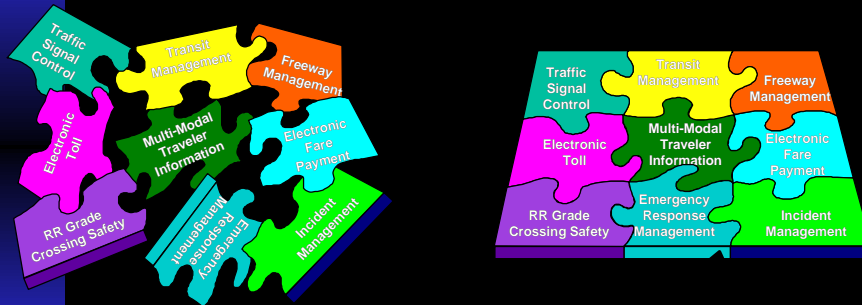 Traffic
Signal
Control
Transit
Management
Freeway
Management
Electronic
Toll
Multi-Modal
Traveler
Information
Electronic
Fare
Payment
RR Grade
Crossing Safety
Emergency
Response
Management
Incident
Management
Traffic
Signal
Control
Transit
Management
Freeway
Management
Electronic
Toll
Multi-Modal
Traveler
Information
Electronic
Fare
Payment
RR Grade
Crossing Safety
Emergency
Response
Management
Incident
Management